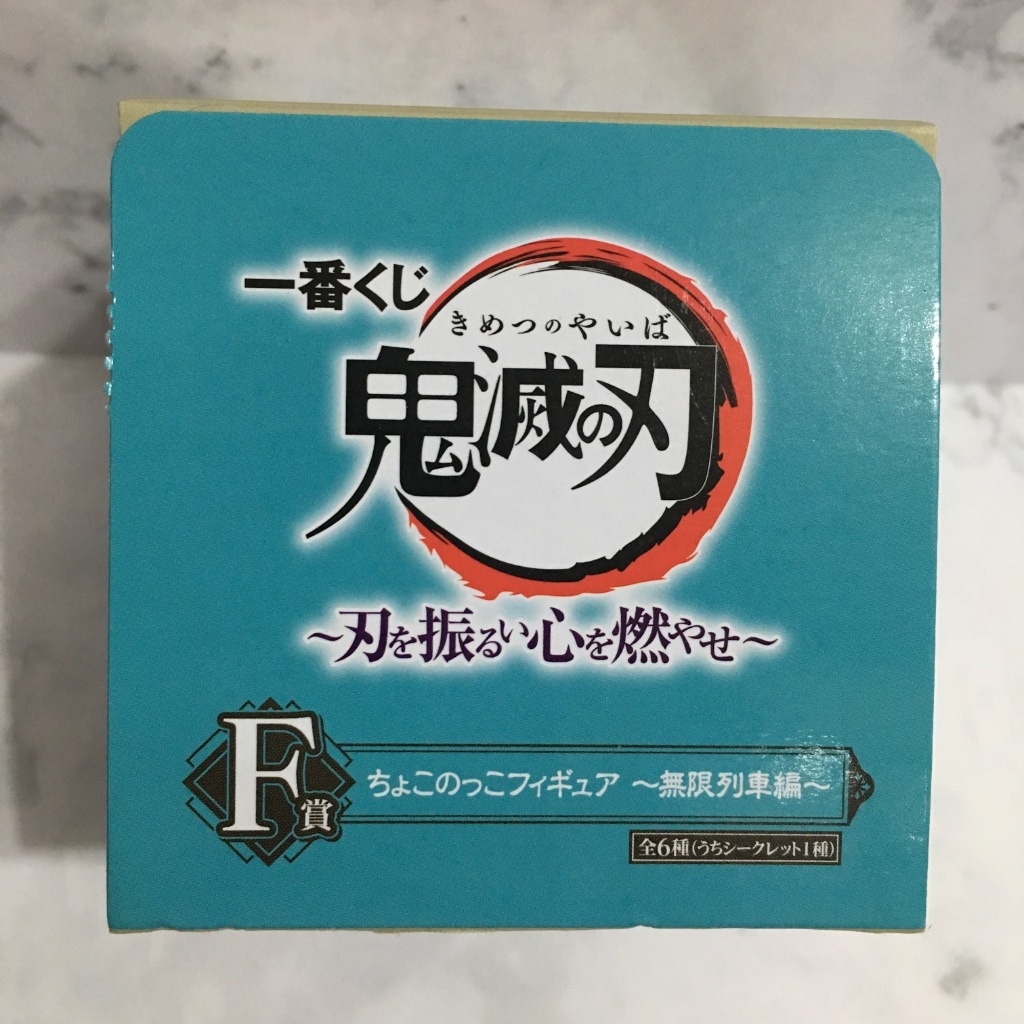 一番くじ
きめつのやいば
鬼滅の刃
～刃を振るい心を燃やせ～
F賞
ちょこのっこフィギュア ～無限列車編～
全6種(うちシークレット1種)